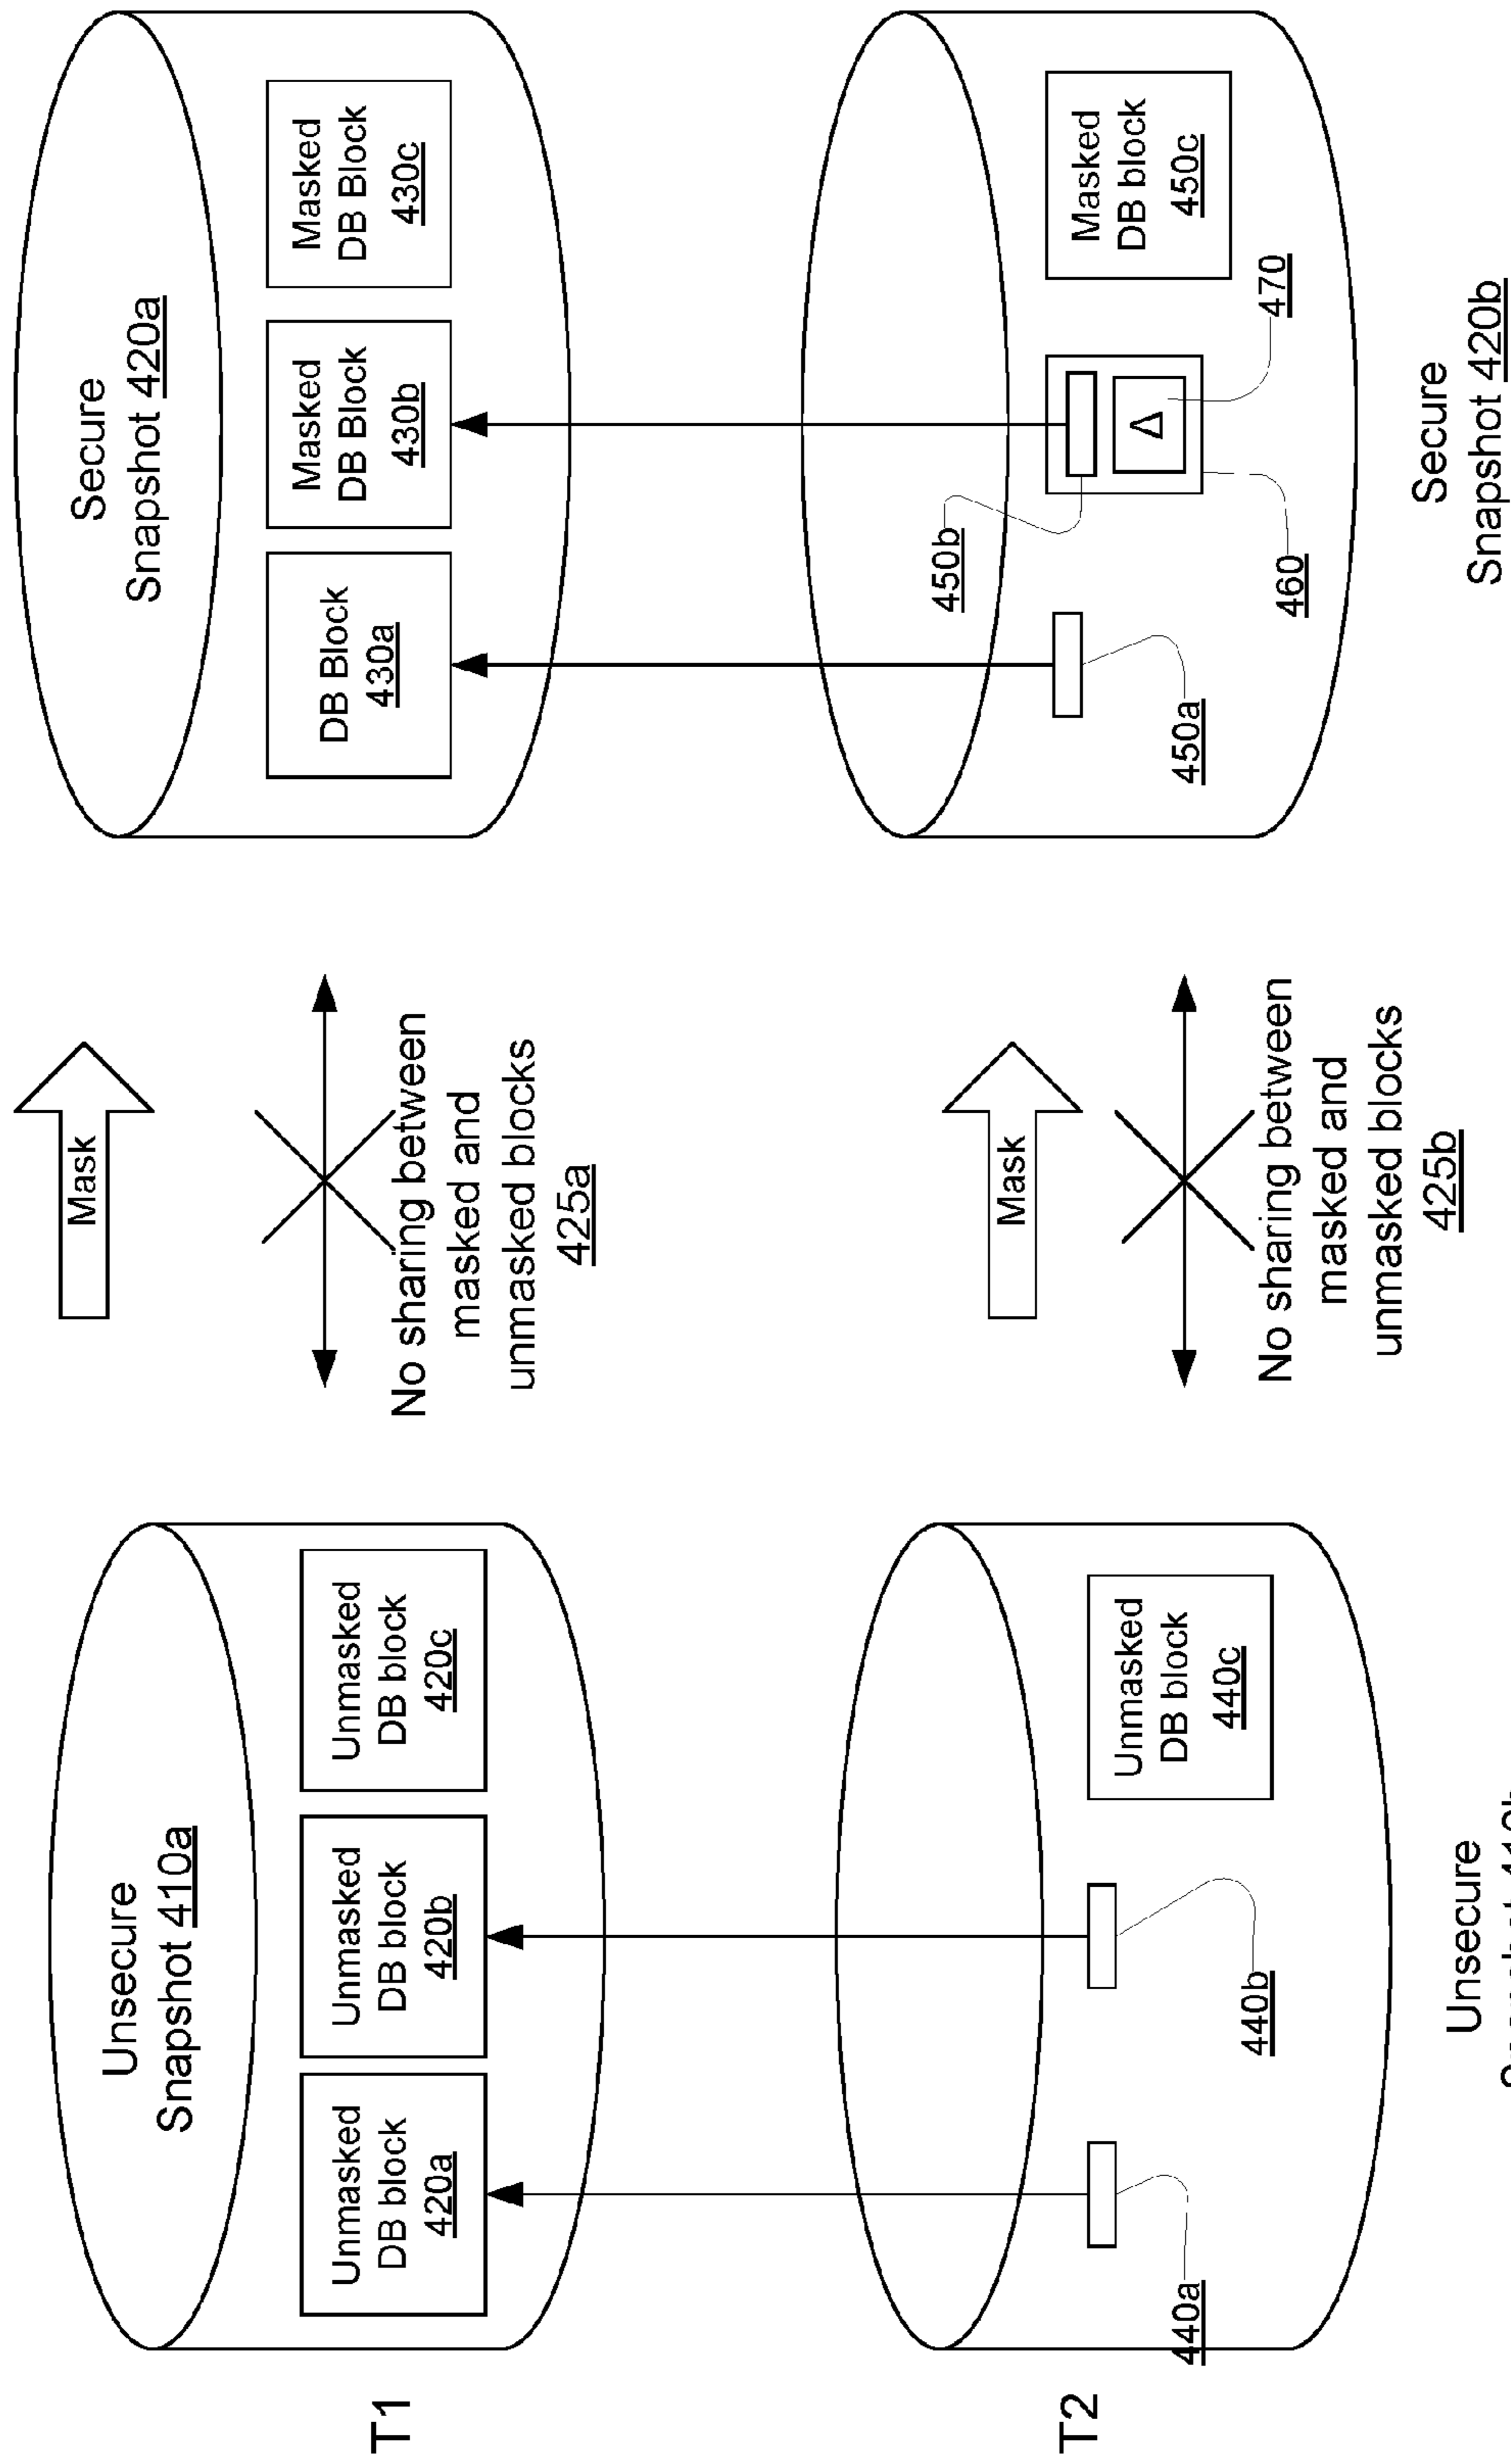 Unsecure
Snapshot 410a
Mask
Secure
Snapshot 420a
T1
Unmasked
DB block
420a
Unmasked
DB block
420b
Unmasked
DB block
420c
No sharing between
masked and
unmasked blocks
425a
DB Block
430a
Masked
DB Block
430b
Masked
DB Block
430c
T2
440a
440b
Unmasked
DB block
440c
Mask
No sharing between
masked and
unmasked blocks
425b
450a
450b
460
Δ
470
Masked
DB block
450c
Unsecure
Secure
Snapshot 420b